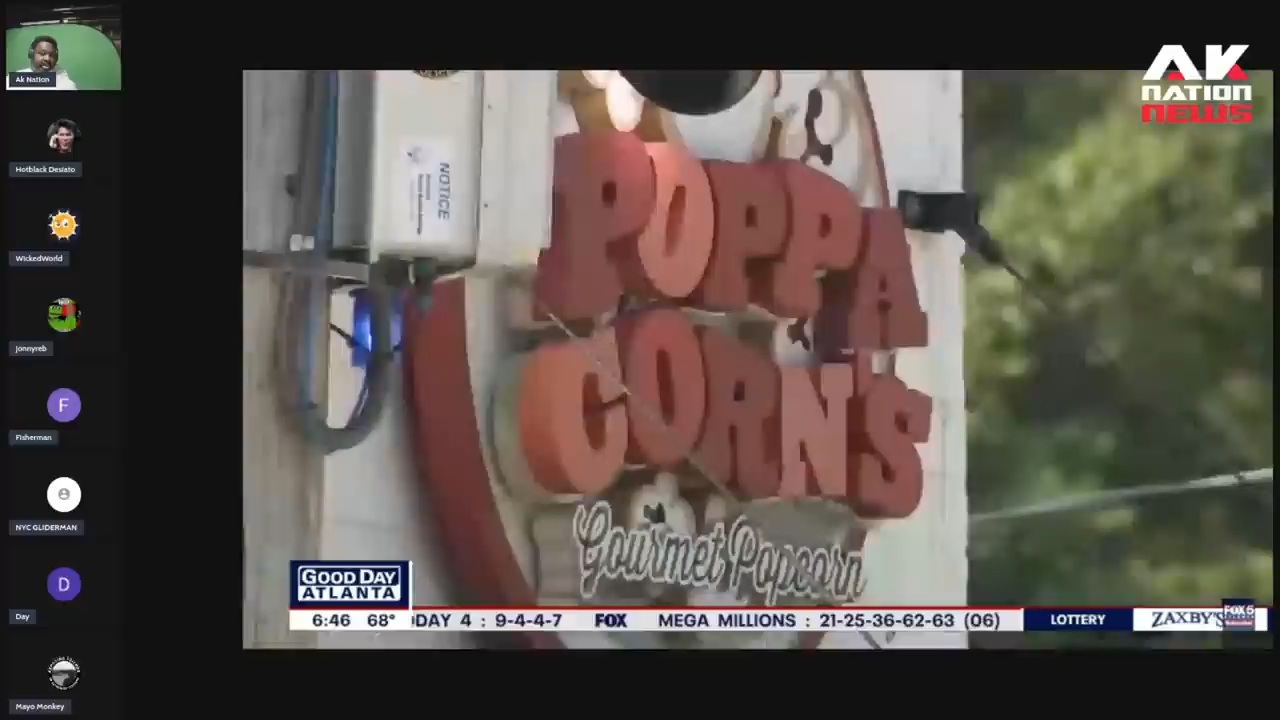 Ak Nation
Hotblack Desiato
WickedWorld
Jonnyreb
F
Fisherman
NYC GLIDERMAN
D
Day
Mayo Monkey
AK
NATION
NEWS
NOTICE
POPPA
CORN'S
Gourmet Popcorn
GOOD DAY
ATLANTA
6:46 68° DAY 4 : 9-4-4-7 FOX MEGA MILLIONS : 21-25-36-62-63 (06) LOTTERY ZAXBY'S FOX 5